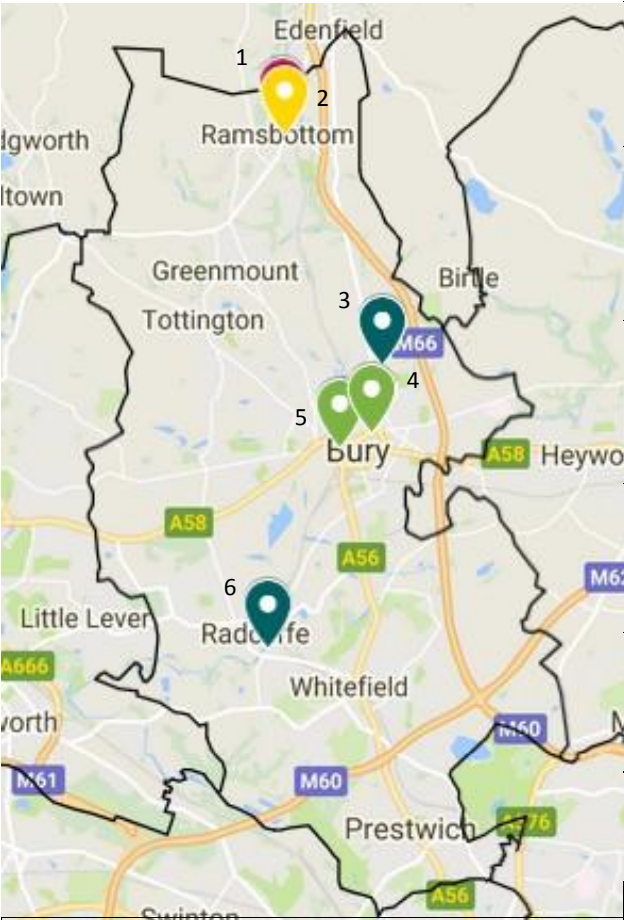 Edenfield
1
2
Ramsbottom
dgworth
ltown
Greenmount
Birtle
3
Tottington
M66
4
5
Bury
A58
Heywo
A58
A56
M62
6
Little Lever
Radcliffe
A666
Whitefield
worth
M60
M
M61
M60
Prestwich
A576
A56
Swinton